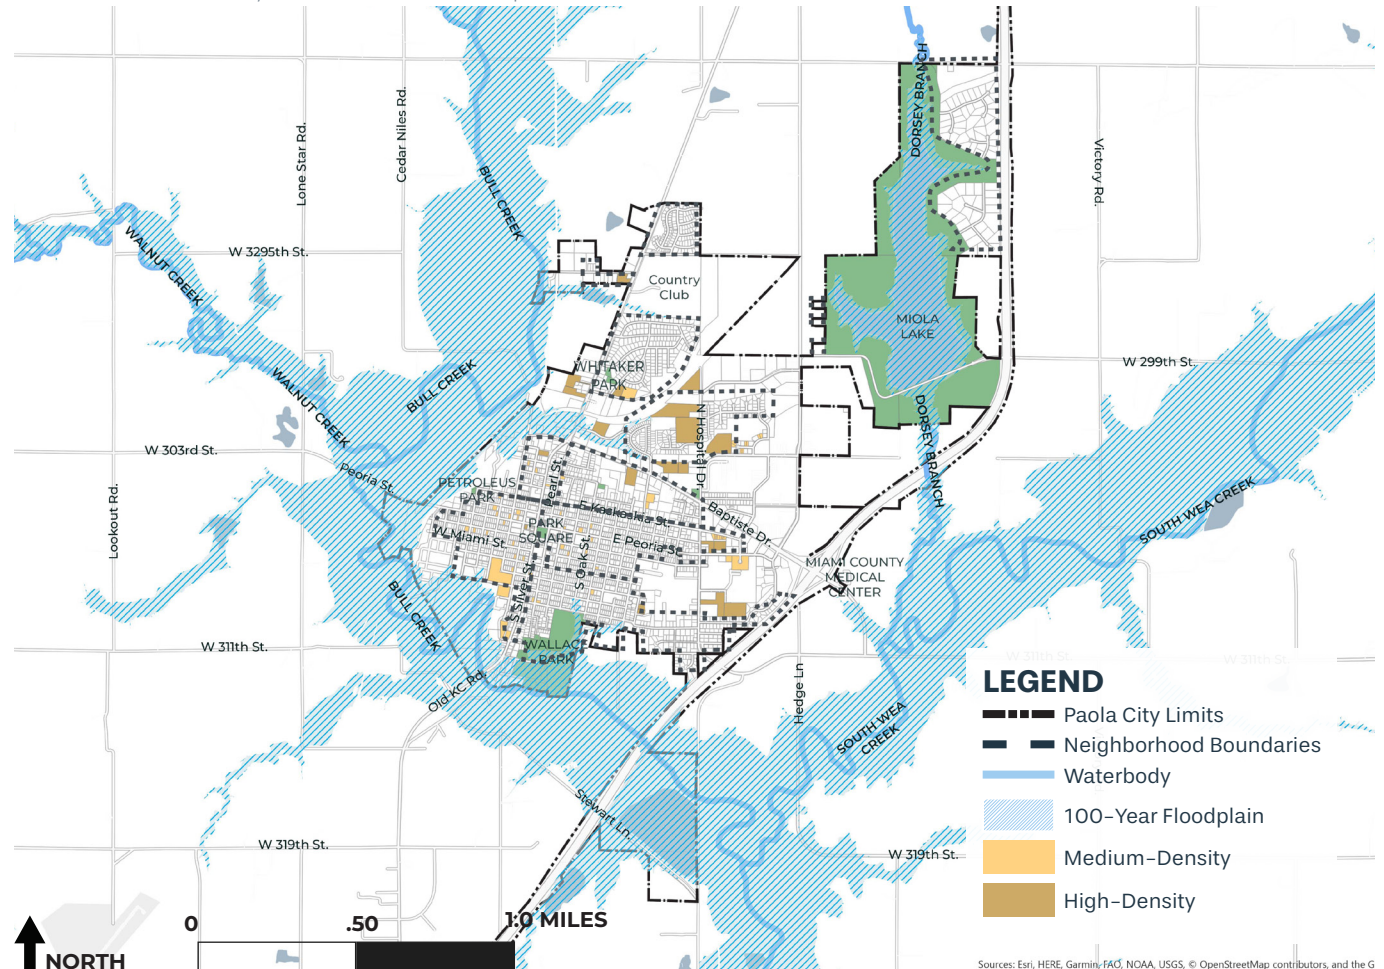 DORSEY BRANCH
Lone Star Rd.
Cedar Niles Rd.
Victory Rd.
BULL CREEK
WALNUT CREEK
W 3295th St.
Country
Club
MIOLA
LAKE
WHITAKER
PARK
W 299th St.
BULL CREEK
WALNUT CREEK
N Hospital Dr.
DORSEY BRANCH
W 303rd St.
Peoria St.
PETROLEUS
PARK
Pearl St.
Lookout Rd.
E Kaskaskia St.
Baptiste Dr.
SOUTH WEA CREEK
W Miami St.
PARK
SQUARE
E Peoria St.
S Oak St.
S Silver St.
MIAMI COUNTY
MEDICAL
CENTER
BULL CREEK
W 311th St.
WALLACE
PARK
W 311th St.
W 311th St.
Old KC Rd.
Hedge Ln
SOUTH WEA
CREEK
Stewart Ln.
W 319th St.
W 319th St.
LEGEND
Paola City Limits
Neighborhood Boundaries
Waterbody
100-Year Floodplain
Medium-Density
High-Density
0
.50
1.0 MILES
NORTH
Sources: Esri, HERE, Garmin, FAO, NOAA, USGS, © OpenStreetMap contributors, and the G